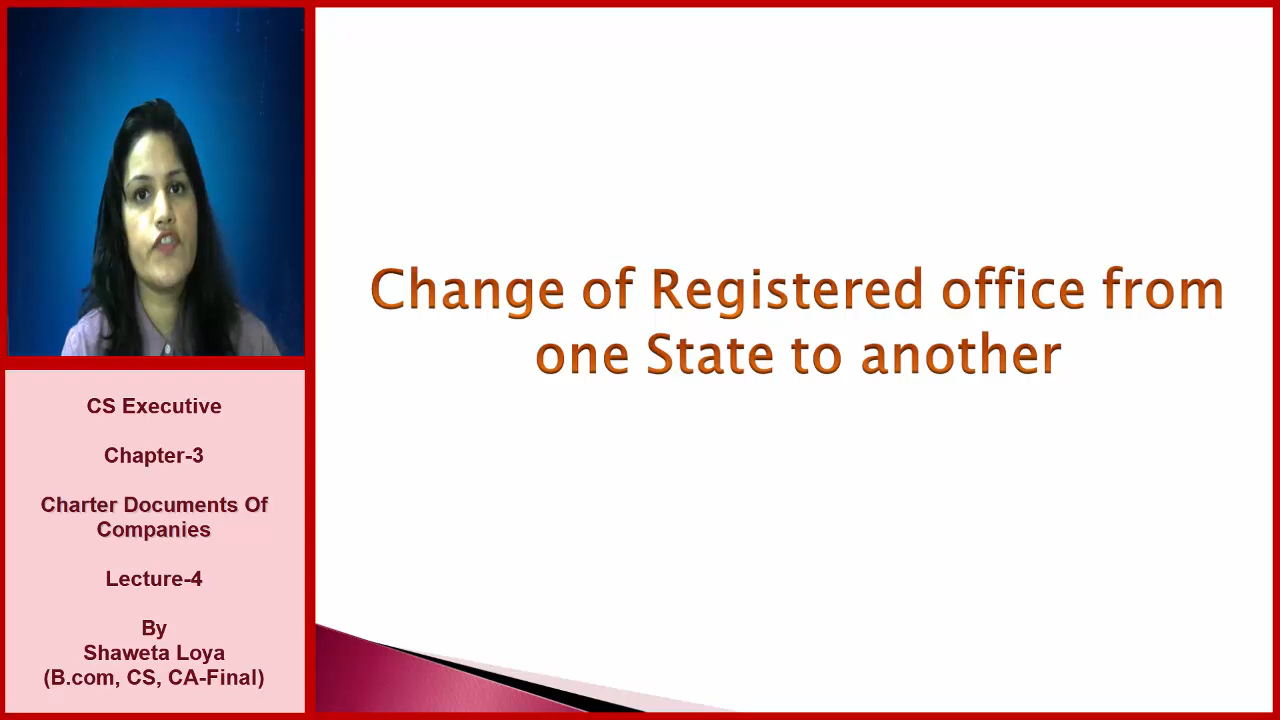 Change of Registered office from
one State to another
CS Executive
Chapter-3
Charter Documents Of
Companies
Lecture-4
By
Shaweta Loya
(B.com, CS, CA-Final)